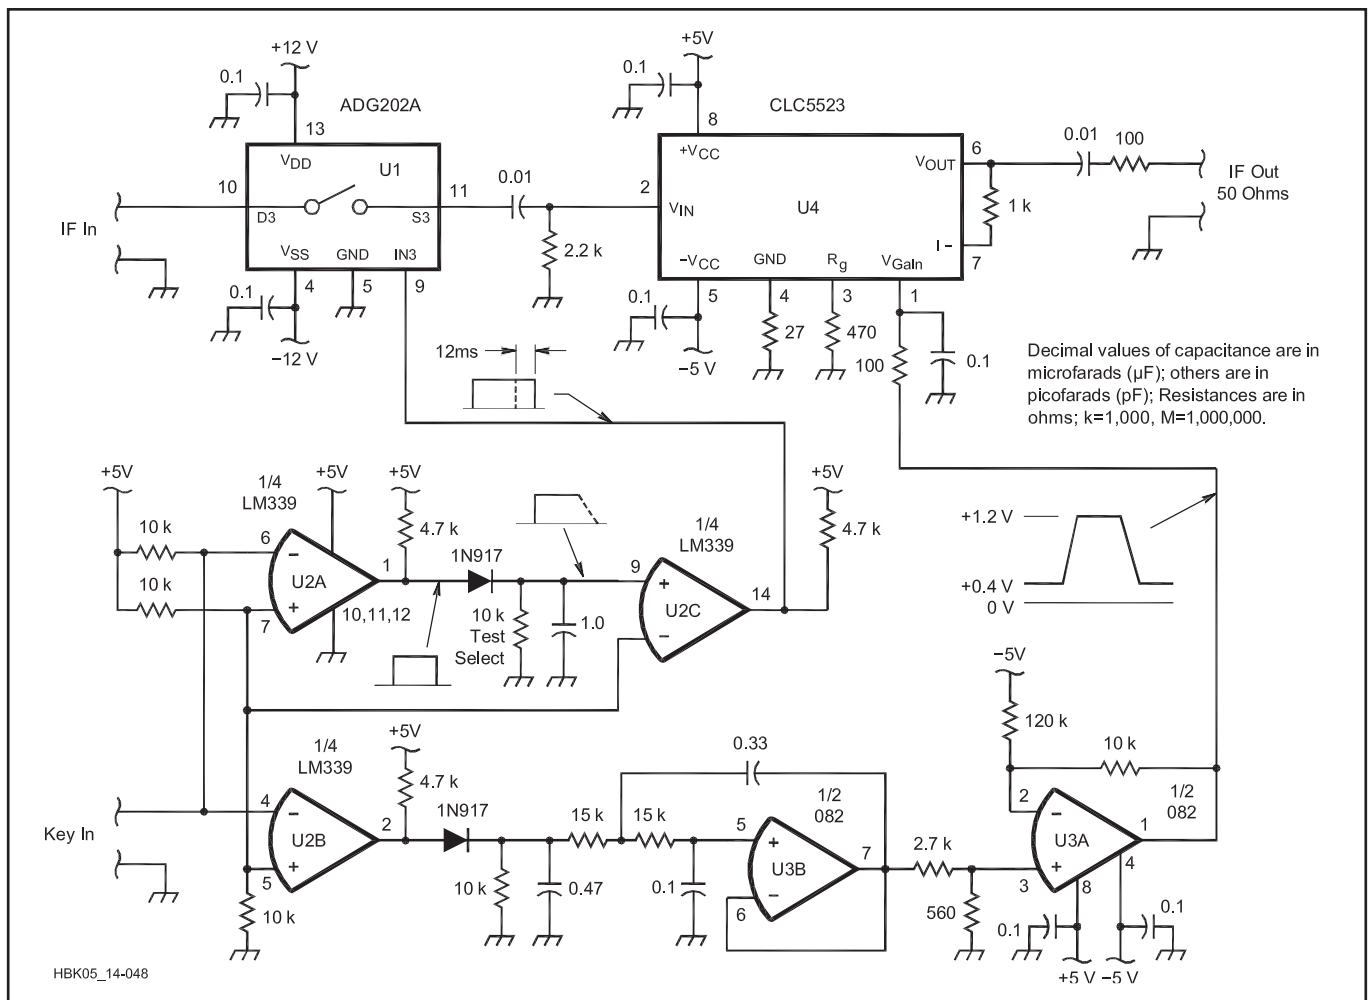 +12 V
0.1
ADG202A
13
VDD
U1
10
D3
S3
11
VSS
GND
IN3
4
5
9
0.1
−12 V
IF In
0.01
2.2 k
+5V
0.1
CLC5523
8
+VCC
2
VIN
U4
VOUT
6
−VCC
GND
Rg
VGaIn
I −
7
5
4
3
1
0.1
−5 V
27
470
100
0.1
1 k
0.01
100
IF Out
50 Ohms
Decimal values of capacitance are in
microfarads (µF); others are in
picofarads (pF); Resistances are in
ohms; k=1,000, M=1,000,000.
12ms
+5V
10 k
10 k
1/4
LM339
+5V
6
−
U2A
+
7
1
10,11,12
+5V
4.7 k
1N917
10 k
Test
Select
1.0
1/4
LM339
9
+
U2C
−
14
+5V
4.7 k
+1.2 V
+0.4 V
0 V
Key In
1/4
LM339
4
−
U2B
+
5
2
10 k
+5V
4.7 k
1N917
10 k
0.47
15 k
15 k
0.33
0.1
1/2
082
5
+
U3B
−
6
7
2.7 k
560
−5V
120 k
10 k
1/2
082
2
−
U3A
+
3
1
8
4
0.1
0.1
+5 V
−5 V
HBK05_14-048